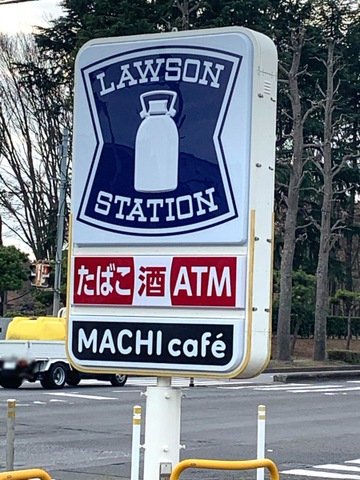 LAWSON
STATION
たばこ 酒 ATM
MACHI café